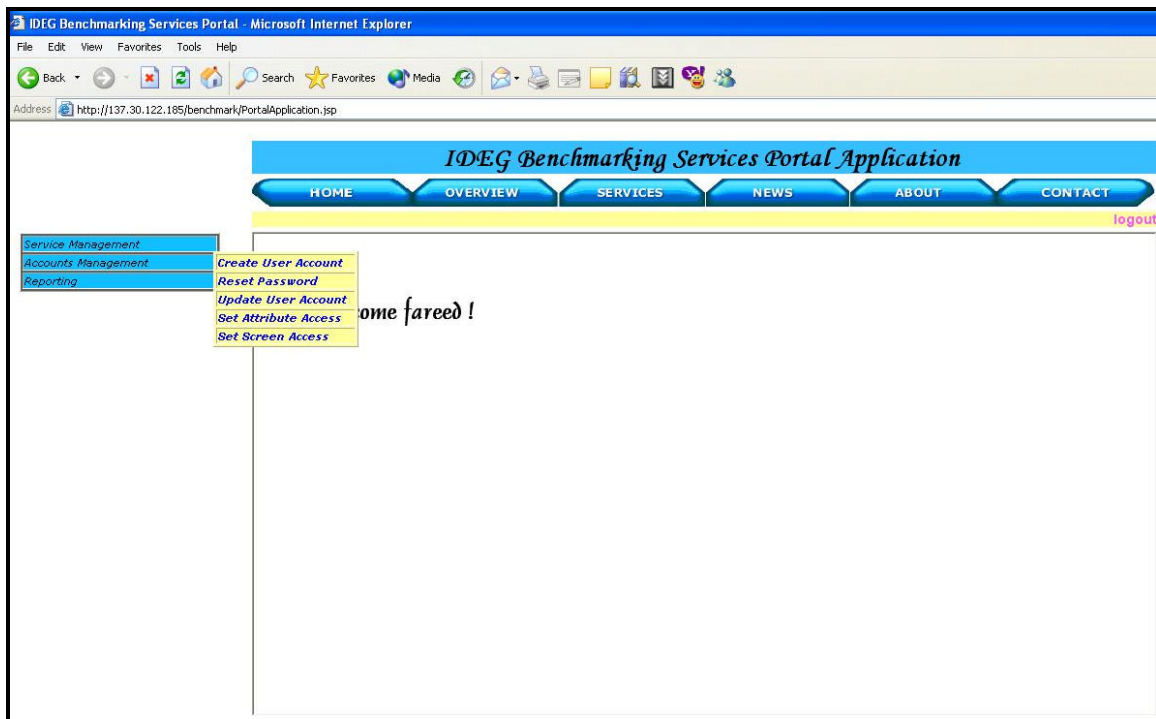 IDEG Benchmarking Services Portal - Microsoft Internet Explorer
File Edit View Favorites Tools Help
Back Search Favorites Media
Address http://137.30.122.185/benchmark/PortalApplication.jsp
IDEG Benchmarking Services Portal Application
HOME OVERVIEW SERVICES NEWS ABOUT CONTACT
logout
Service Management
Accounts Management
Reporting
Create User Account
Reset Password
Update User Account
Set Attribute Access
Set Screen Access
come fareed !